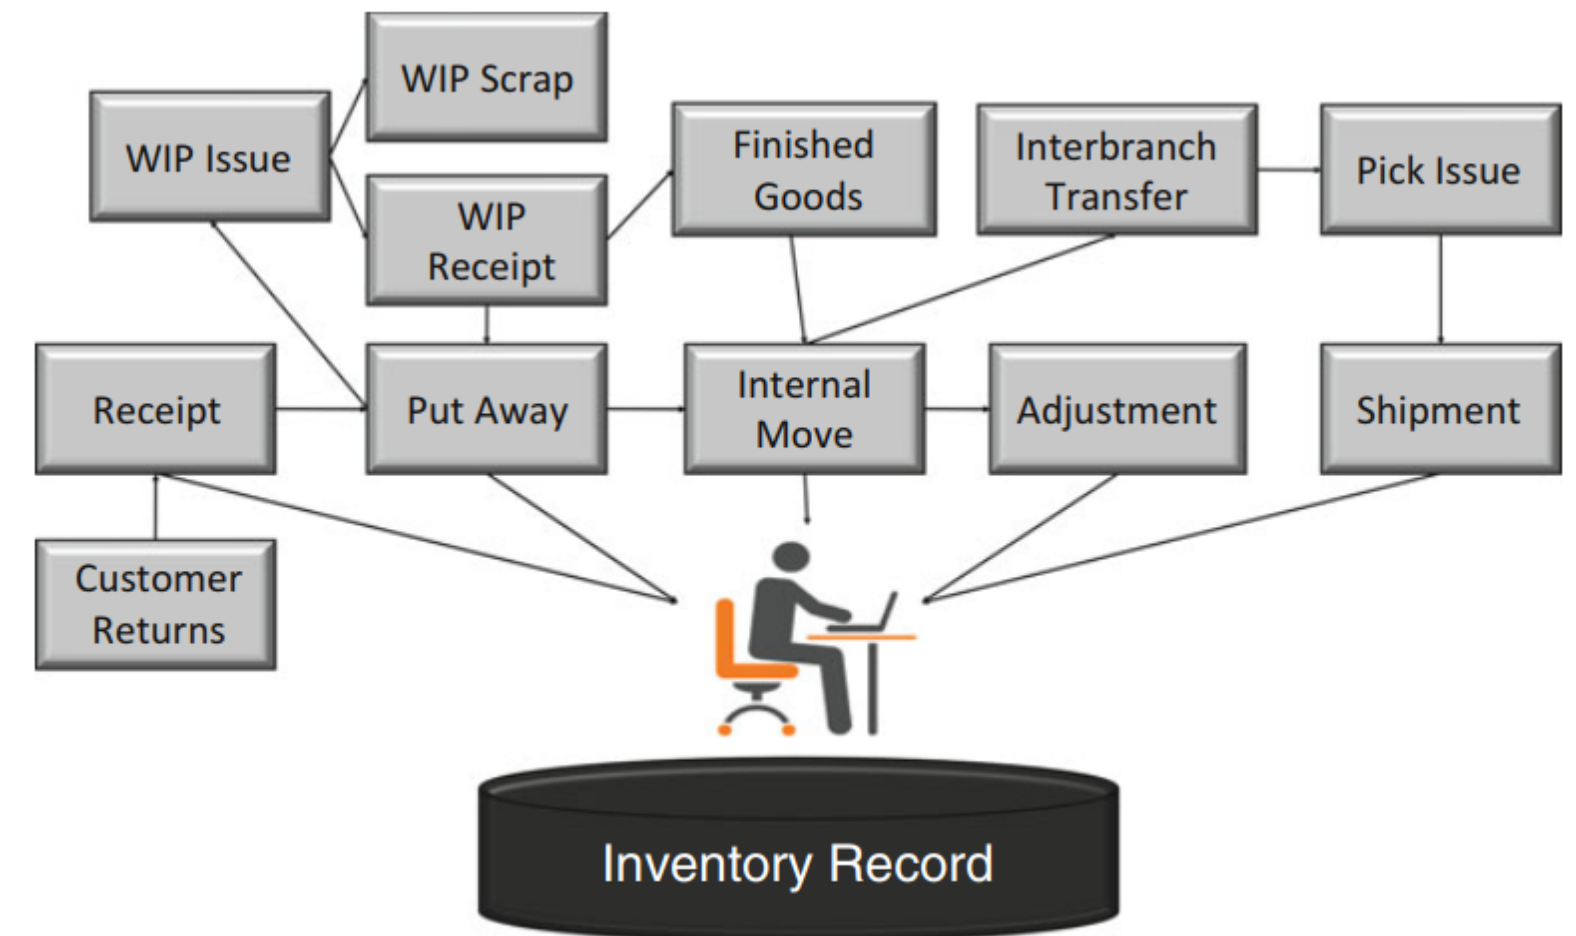 WIP Scrap
WIP Issue
WIP
Receipt
Finished
Goods
Interbranch
Transfer
Pick Issue
Receipt
Put Away
Internal
Move
Adjustment
Shipment
Customer
Returns
Inventory Record